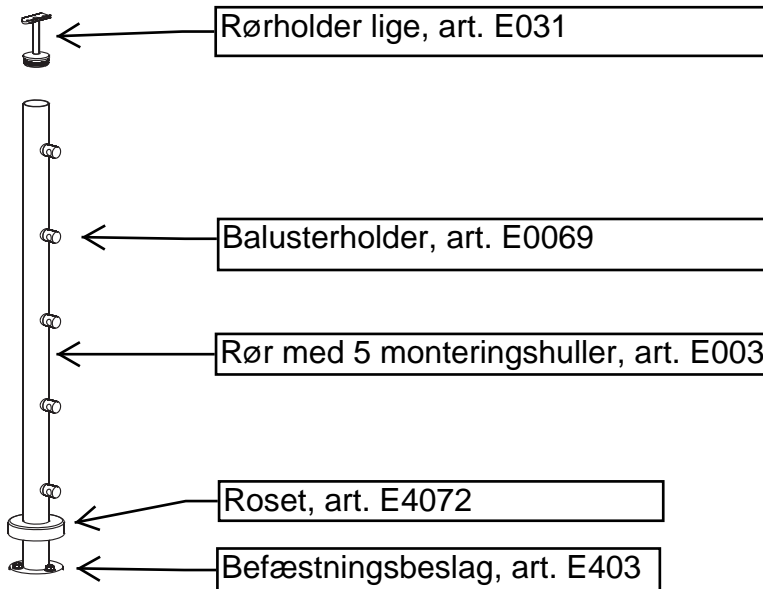 Rørholder lige, art. E031
Balusterholder, art. E0069
Rør med 5 monteringshuller, art. E003
Roset, art. E4072
Befæstningsbeslag, art. E403